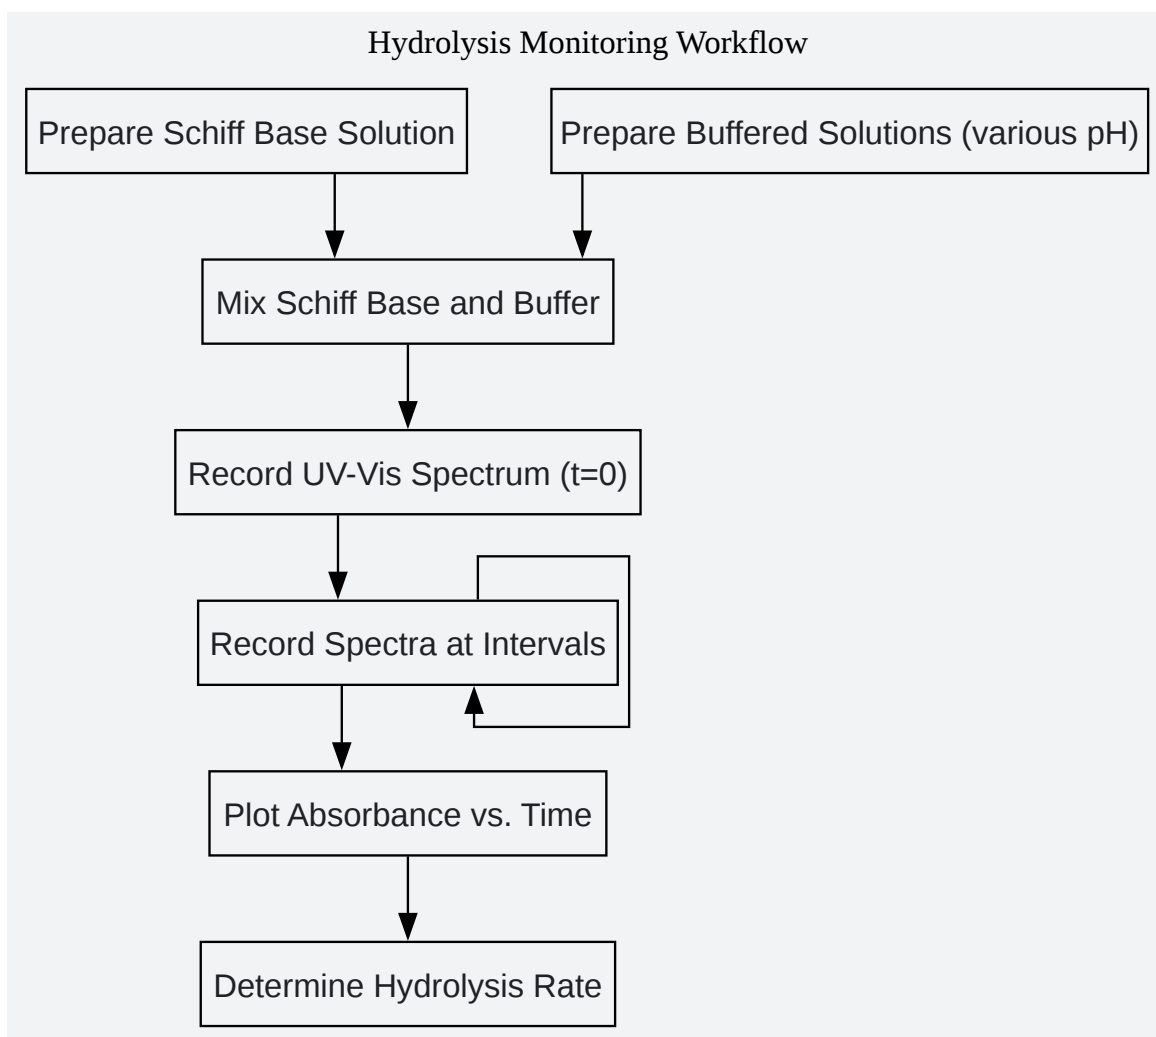 Hydrolysis Monitoring Workflow
Prepare Schiff Base Solution
Prepare Buffered Solutions (various pH)
Mix Schiff Base and Buffer
Record UV-Vis Spectrum (t=0)
Record Spectra at Intervals
Plot Absorbance vs. Time
Determine Hydrolysis Rate